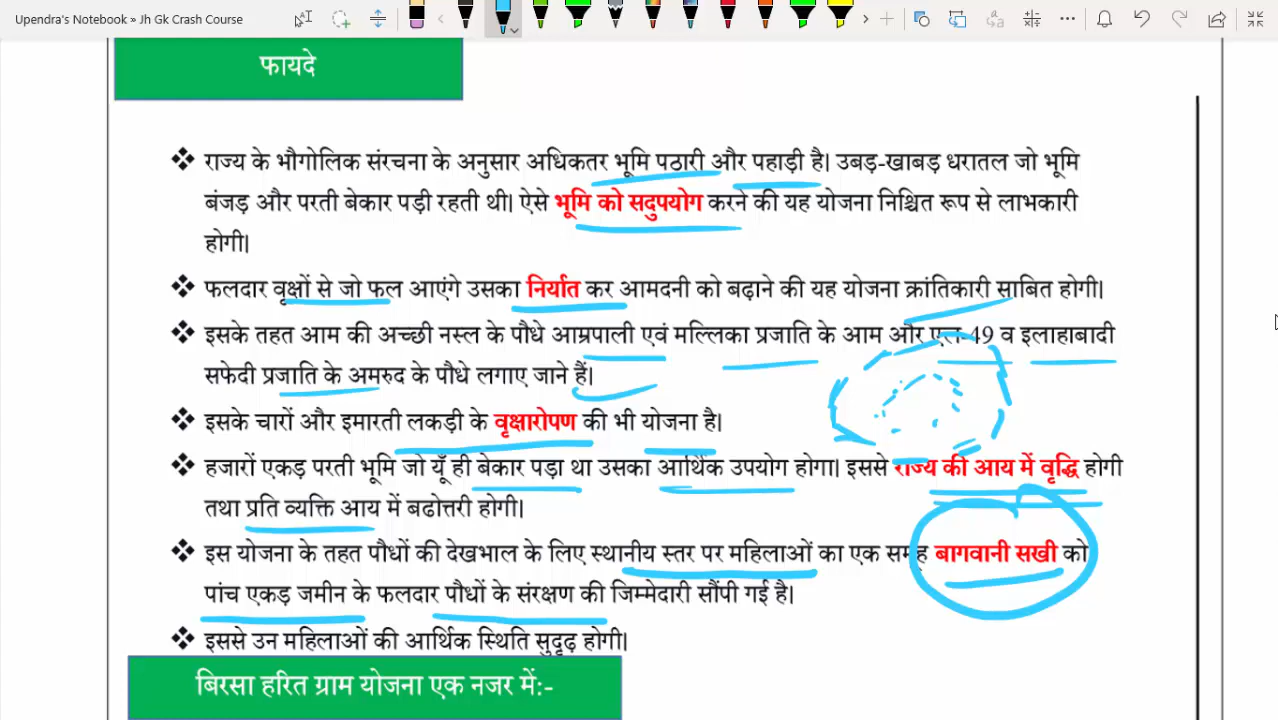 Upendra's Notebook » Jh Gk Crash Course
फायदे
❖ राज्य के भौगोलिक संरचना के अनुसार अधिकतर भूमि पठारी और पहाड़ी है। उबड़-खाबड़ धरातल जो भूमि
बंजड़ और परती बेकार पड़ी रहती थी। ऐसे भूमि को सदुपयोग करने की यह योजना निश्चित रूप से लाभकारी
होगी।
❖ फलदार वृक्षों से जो फल आएंगे उसका निर्यात कर आमदनी को बढ़ाने की यह योजना क्रांतिकारी साबित होगी।
❖ इसके तहत आम की अच्छी नस्ल के पौधे आम्रपाली एवं मल्लिका प्रजाति के आम और एल-49 व इलाहाबादी
सफेदी प्रजाति के अमरुद के पौधे लगाए जाने हैं।
❖ इसके चारों और इमारती लकड़ी के वृक्षारोपण की भी योजना है।
❖ हजारों एकड़ परती भूमि जो यूँ ही बेकार पड़ा था उसका आर्थिक उपयोग होगा। इससे राज्य की आय में वृद्धि होगी
तथा प्रति व्यक्ति आय में बढोत्तरी होगी।
❖ इस योजना के तहत पौधों की देखभाल के लिए स्थानीय स्तर पर महिलाओं का एक समूह बागवानी सखी को
पांच एकड़ जमीन के फलदार पौधों के संरक्षण की जिम्मेदारी सौंपी गई है।
❖ इससे उन महिलाओं की आर्थिक स्थिति सुदृढ़ होगी।
बिरसा हरित ग्राम योजना एक नजर में:-